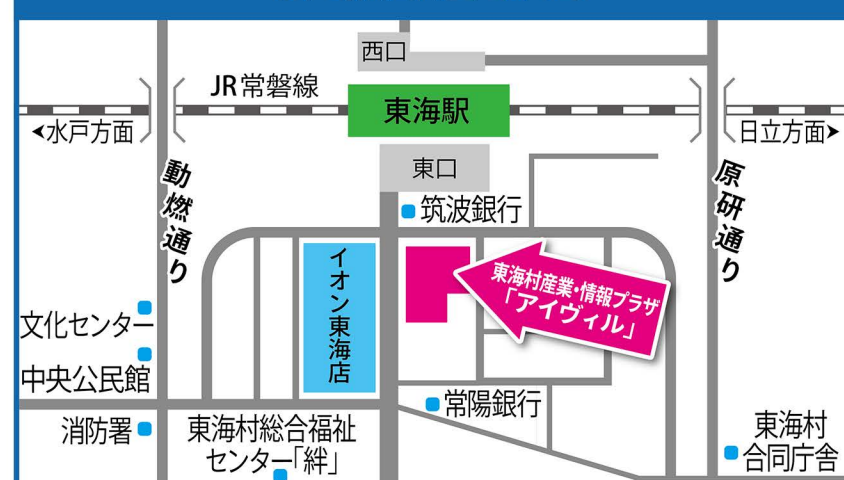 西口
JR常磐線
東海駅
<水戸方面
日立方面>
東口
動燃通り
原研通り
筑波銀行
イオン東海店
東海村産業・情報プラザ
「アイヴィル」
文化センター
中央公民館
常陽銀行
消防署
東海村総合福祉
センター「絆」
東海村
合同庁舎